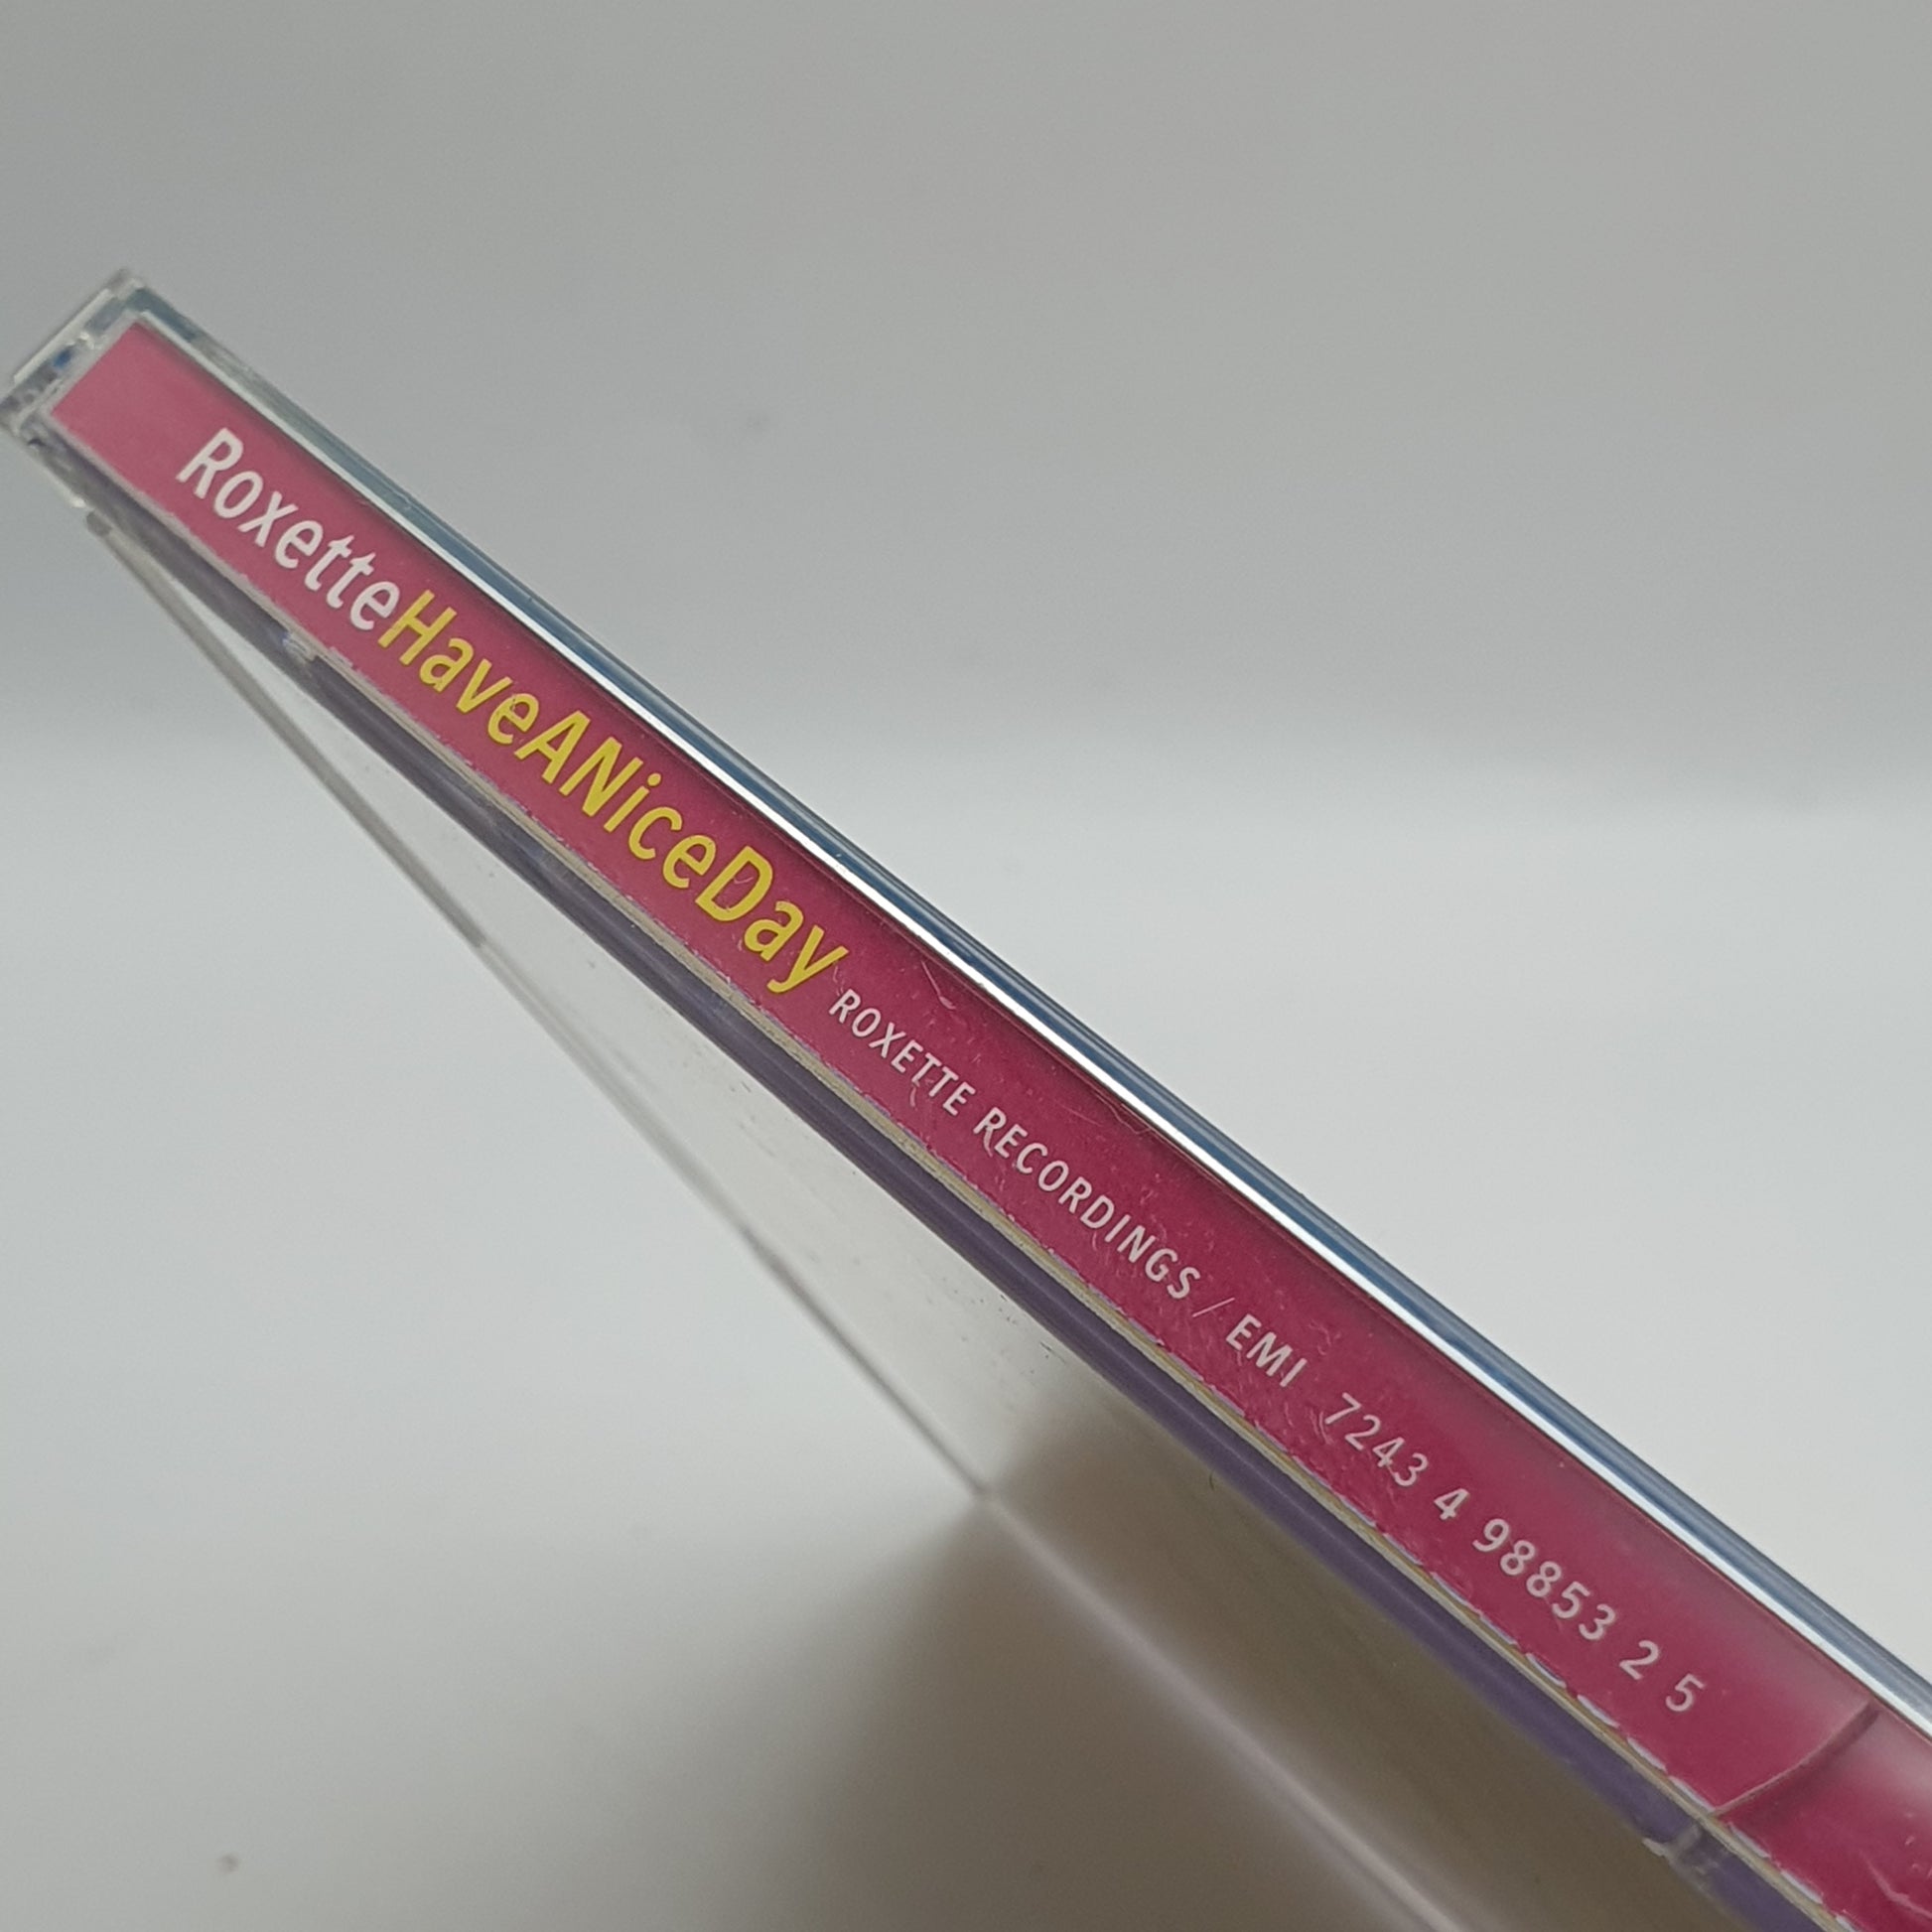 RoxetteHaveANiceDay ROXETTE RECORDINGS / EMI 7243 4 98853 2 5